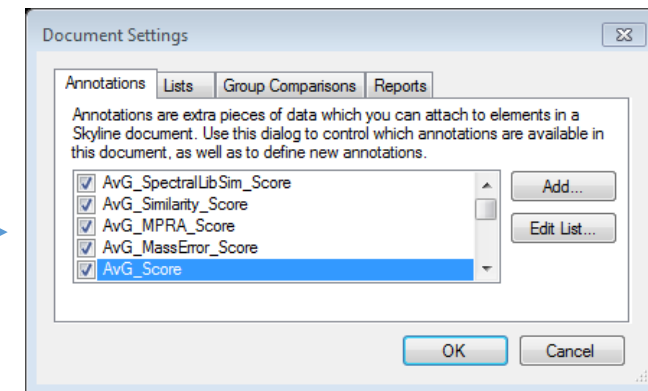 Document Settings
Annotations Lists Group Comparisons Reports
Annotations are extra pieces of data which you can attach to elements in a
Skyline document. Use this dialog to control which annotations are available in
this document, as well as to define new annotations.
AvG_SpectralLibSim_Score
AvG_Similarity_Score
AvG_MPRA_Score
AvG_MassError_Score
AvG_Score
Add...
Edit List...
OK Cancel